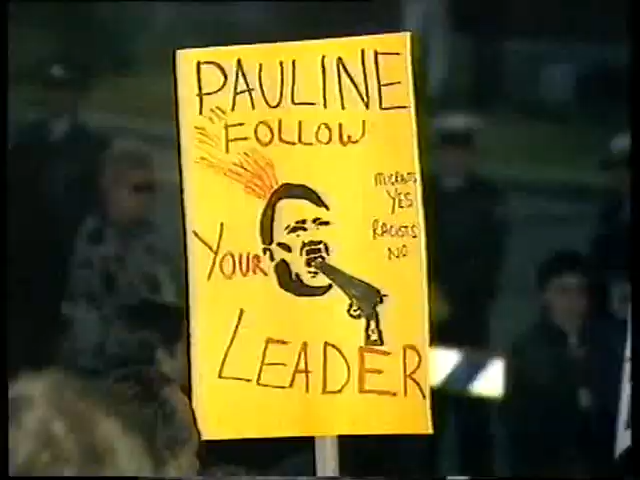 PAULINE
FOLLOW
MIGRANTS
YES
RACISTS
NO
YOUR
LEADER